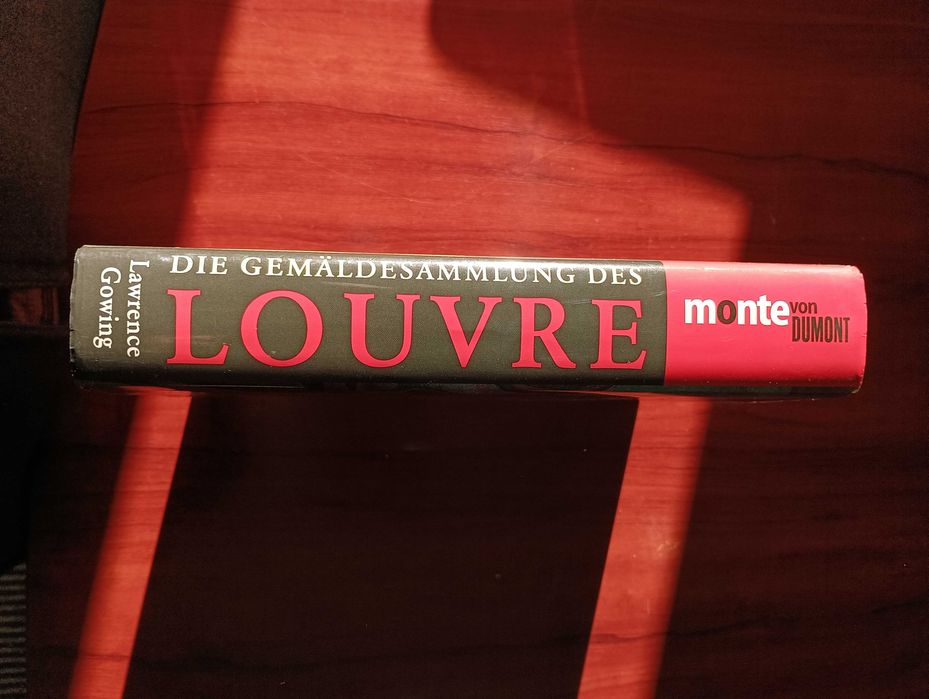 Lawrence
Gowing
DIE GEMÄLDESAMMLUNG DES
LOUVRE
monte von
DUMONT